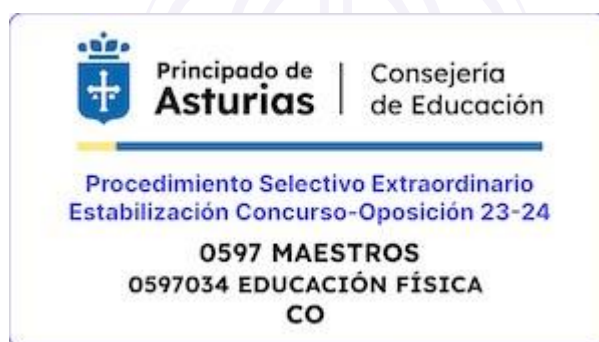 Principado de
Asturias
Consejería
de Educación
Procedimiento Selectivo Extraordinario
Estabilización Concurso-Oposición 23-24
0597 MAESTROS
0597034 EDUCACIÓN FÍSICA
CO